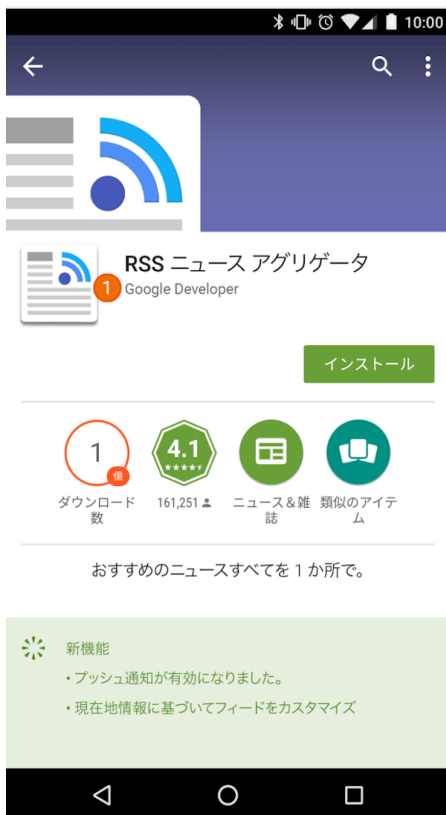 10:00
RSS ニュース アグリゲータ
1
Google Developer
インストール
1
億
ダウンロード
数
4.1
161,251
ニュース＆雑
誌
類似のアイテ
ム
おすすめのニュースすべてを 1 か所で。
新機能
・プッシュ通知が有効になりました。
・現在地情報に基づいてフィードをカスタマイズ